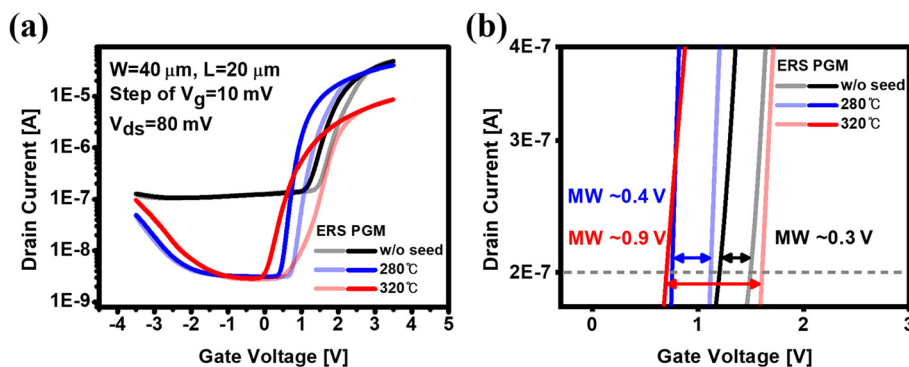 (a)
W=40 μm, L=20 μm
Step of Vg=10 mV
Vds=80 mV
Drain Current [A]
1E-5
1E-6
1E-7
1E-8
1E-9
ERS PGM
w/o seed
280℃
320℃
-4 -3 -2 -1 0 1 2 3 4 5
Gate Voltage [V]
(b)
Drain Current [A]
4E-7
3E-7
2E-7
ERS PGM
w/o seed
280℃
320℃
MW ~0.4 V
MW ~0.9 V
MW ~0.3 V
0 1 2 3
Gate Voltage [V]